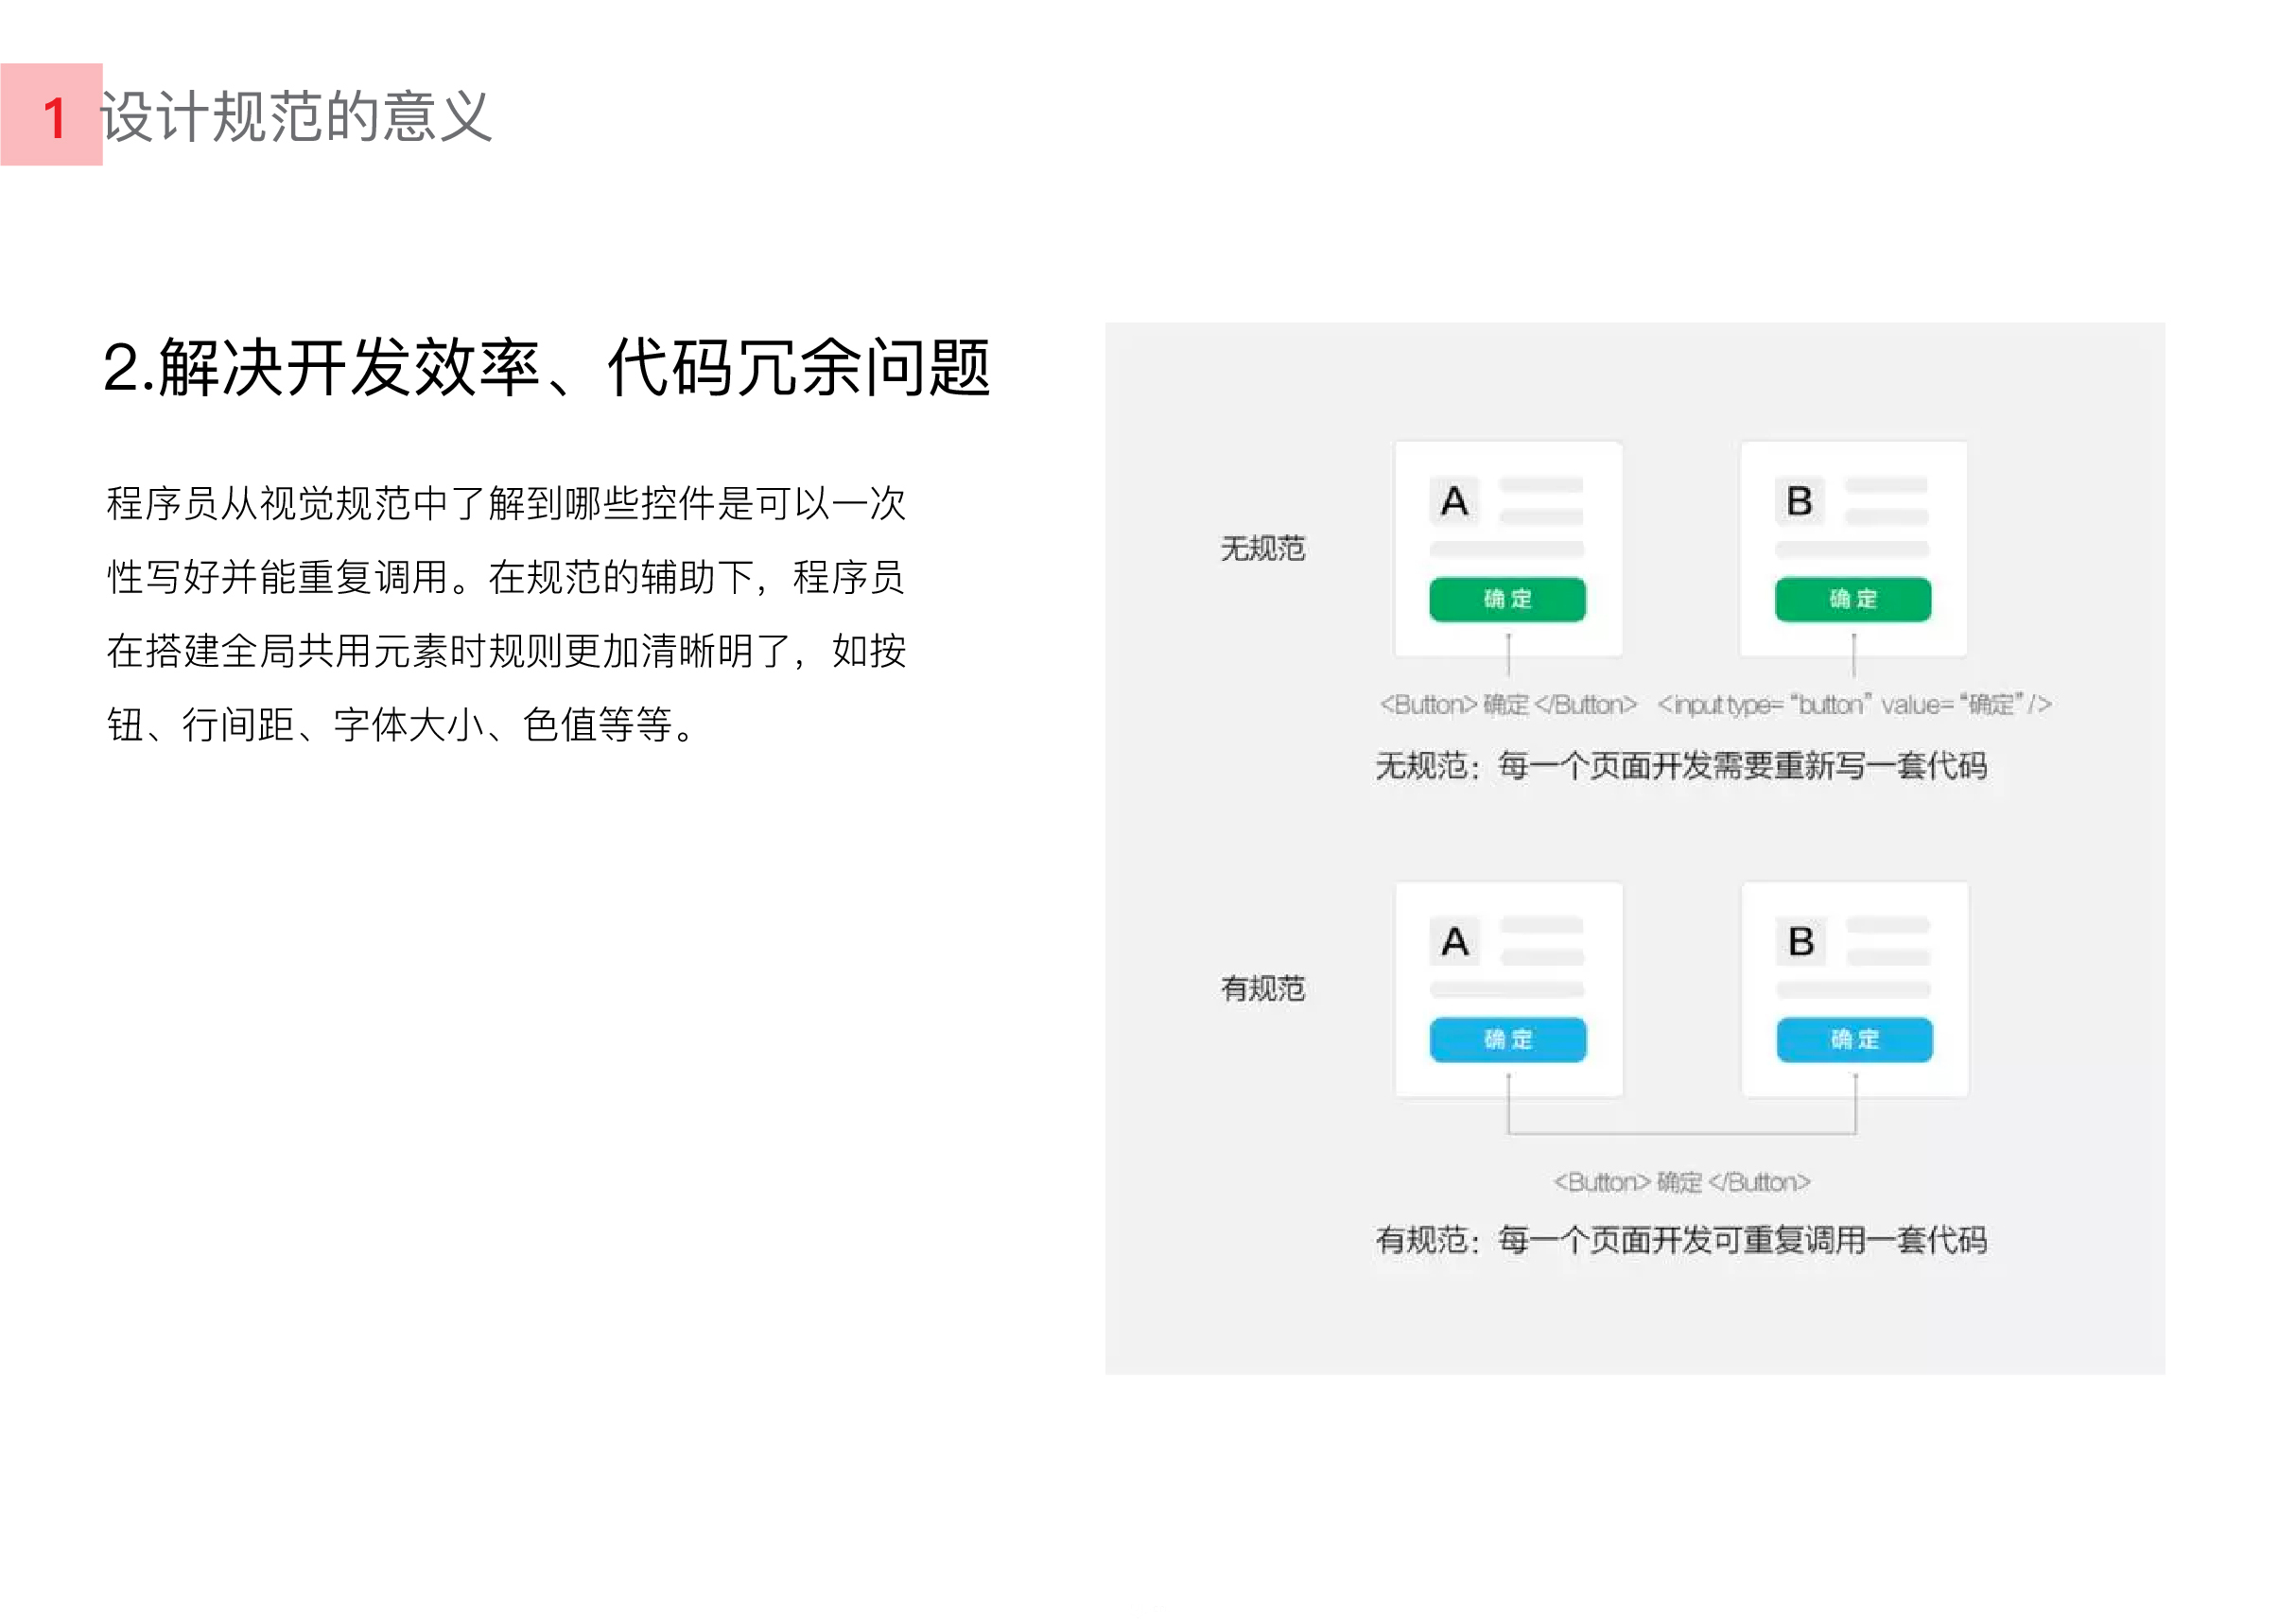 1 设计规范的意义
2.解决开发效率、代码冗余问题
程序员从视觉规范中了解到哪些控件是可以一次
性写好并能重复调用。在规范的辅助下，程序员
在搭建全局共用元素时规则更加清晰明了，如按
钮、行间距、字体大小、色值等等。
无规范
A
确 定
B
确 定
<Button> 确定 </Button>
<input type= “button” value= “确定” />
无规范：每一个页面开发需要重新写一套代码
有规范
A
确 定
B
确 定
<Button> 确定 </Button>
有规范：每一个页面开发可重复调用一套代码